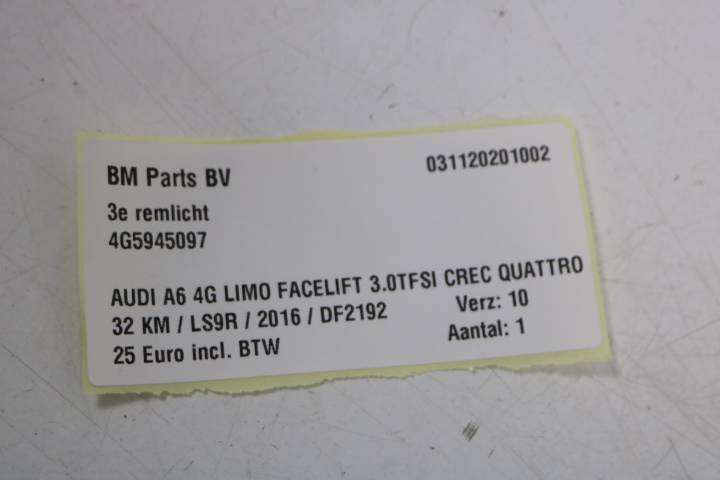 BM Parts BV
031120201002
3e remlicht
4G5945097
AUDI A6 4G LIMO FACELIFT 3.0TFSI CREC QUATTRO
32 KM / LS9R / 2016 / DF2192
Verz: 10
25 Euro incl. BTW
Aantal: 1